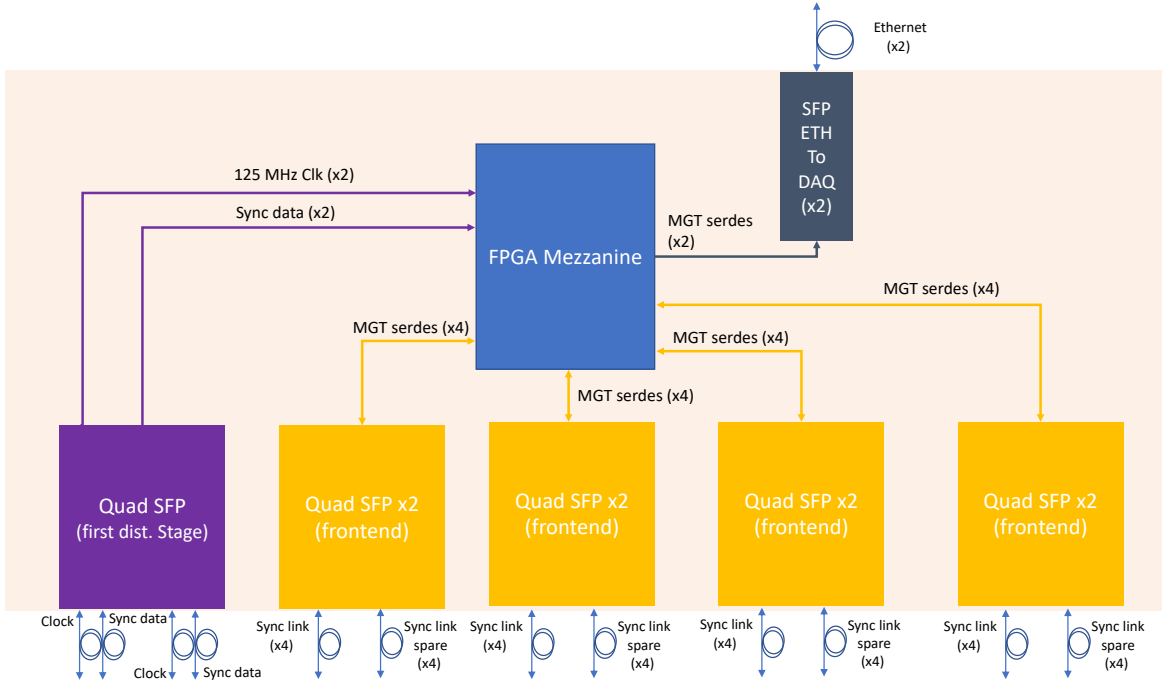 Ethernet
(x2)
SFP
ETH
To
DAQ
(x2)
125 MHz Clk (x2)
Sync data (x2)
FPGA Mezzanine
MGT serdes
(x2)
MGT serdes (x4)
MGT serdes (x4)
MGT serdes (x4)
MGT serdes (x4)
Quad SFP
(first dist. Stage)
Quad SFP x2
(frontend)
Quad SFP x2
(frontend)
Quad SFP x2
(frontend)
Quad SFP x2
(frontend)
Clock
Sync data
Clock
Sync data
Sync link
(x4)
Sync link
spare
(x4)
Sync link
(x4)
Sync link
spare
(x4)
Sync link
(x4)
Sync link
spare
(x4)
Sync link
(x4)
Sync link
spare
(x4)